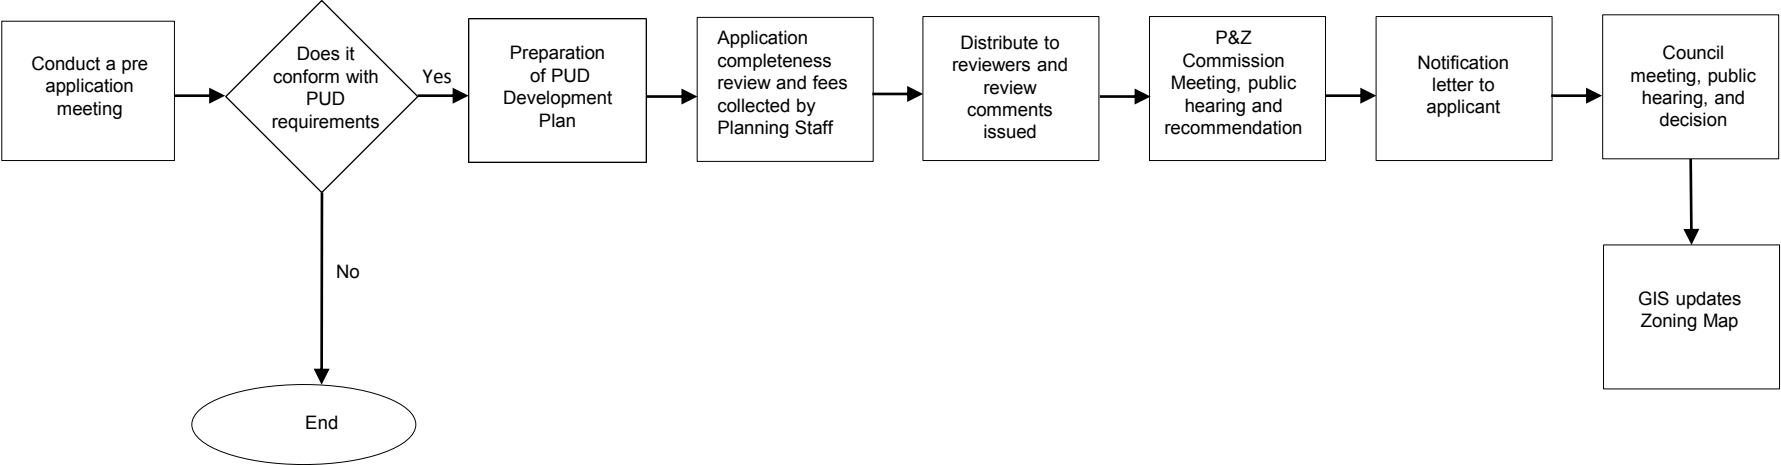 Conduct a pre
application
meeting
Does it
conform with
PUD
requirements
Yes
Preparation
of PUD
Development
Plan
Application
completeness
review and fees
collected by
Planning Staff
Distribute to
reviewers and
review
comments
issued
P&Z
Commission
Meeting, public
hearing and
recommendation
Notification
letter to
applicant
Council
meeting, public
hearing, and
decision
No
GIS updates
Zoning Map
End